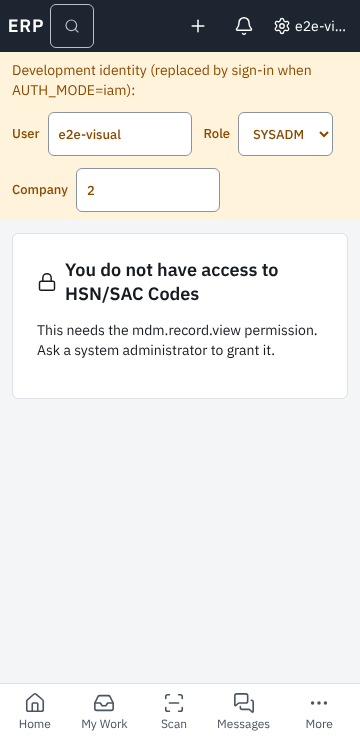 ERP
e2e-vi...
Development identity (replaced by sign-in when
AUTH_MODE=iam):
User e2e-visual Role SYSADM
Company 2
You do not have access to
HSN/SAC Codes
This needs the mdm.record.view permission.
Ask a system administrator to grant it.
Home My Work Scan Messages More